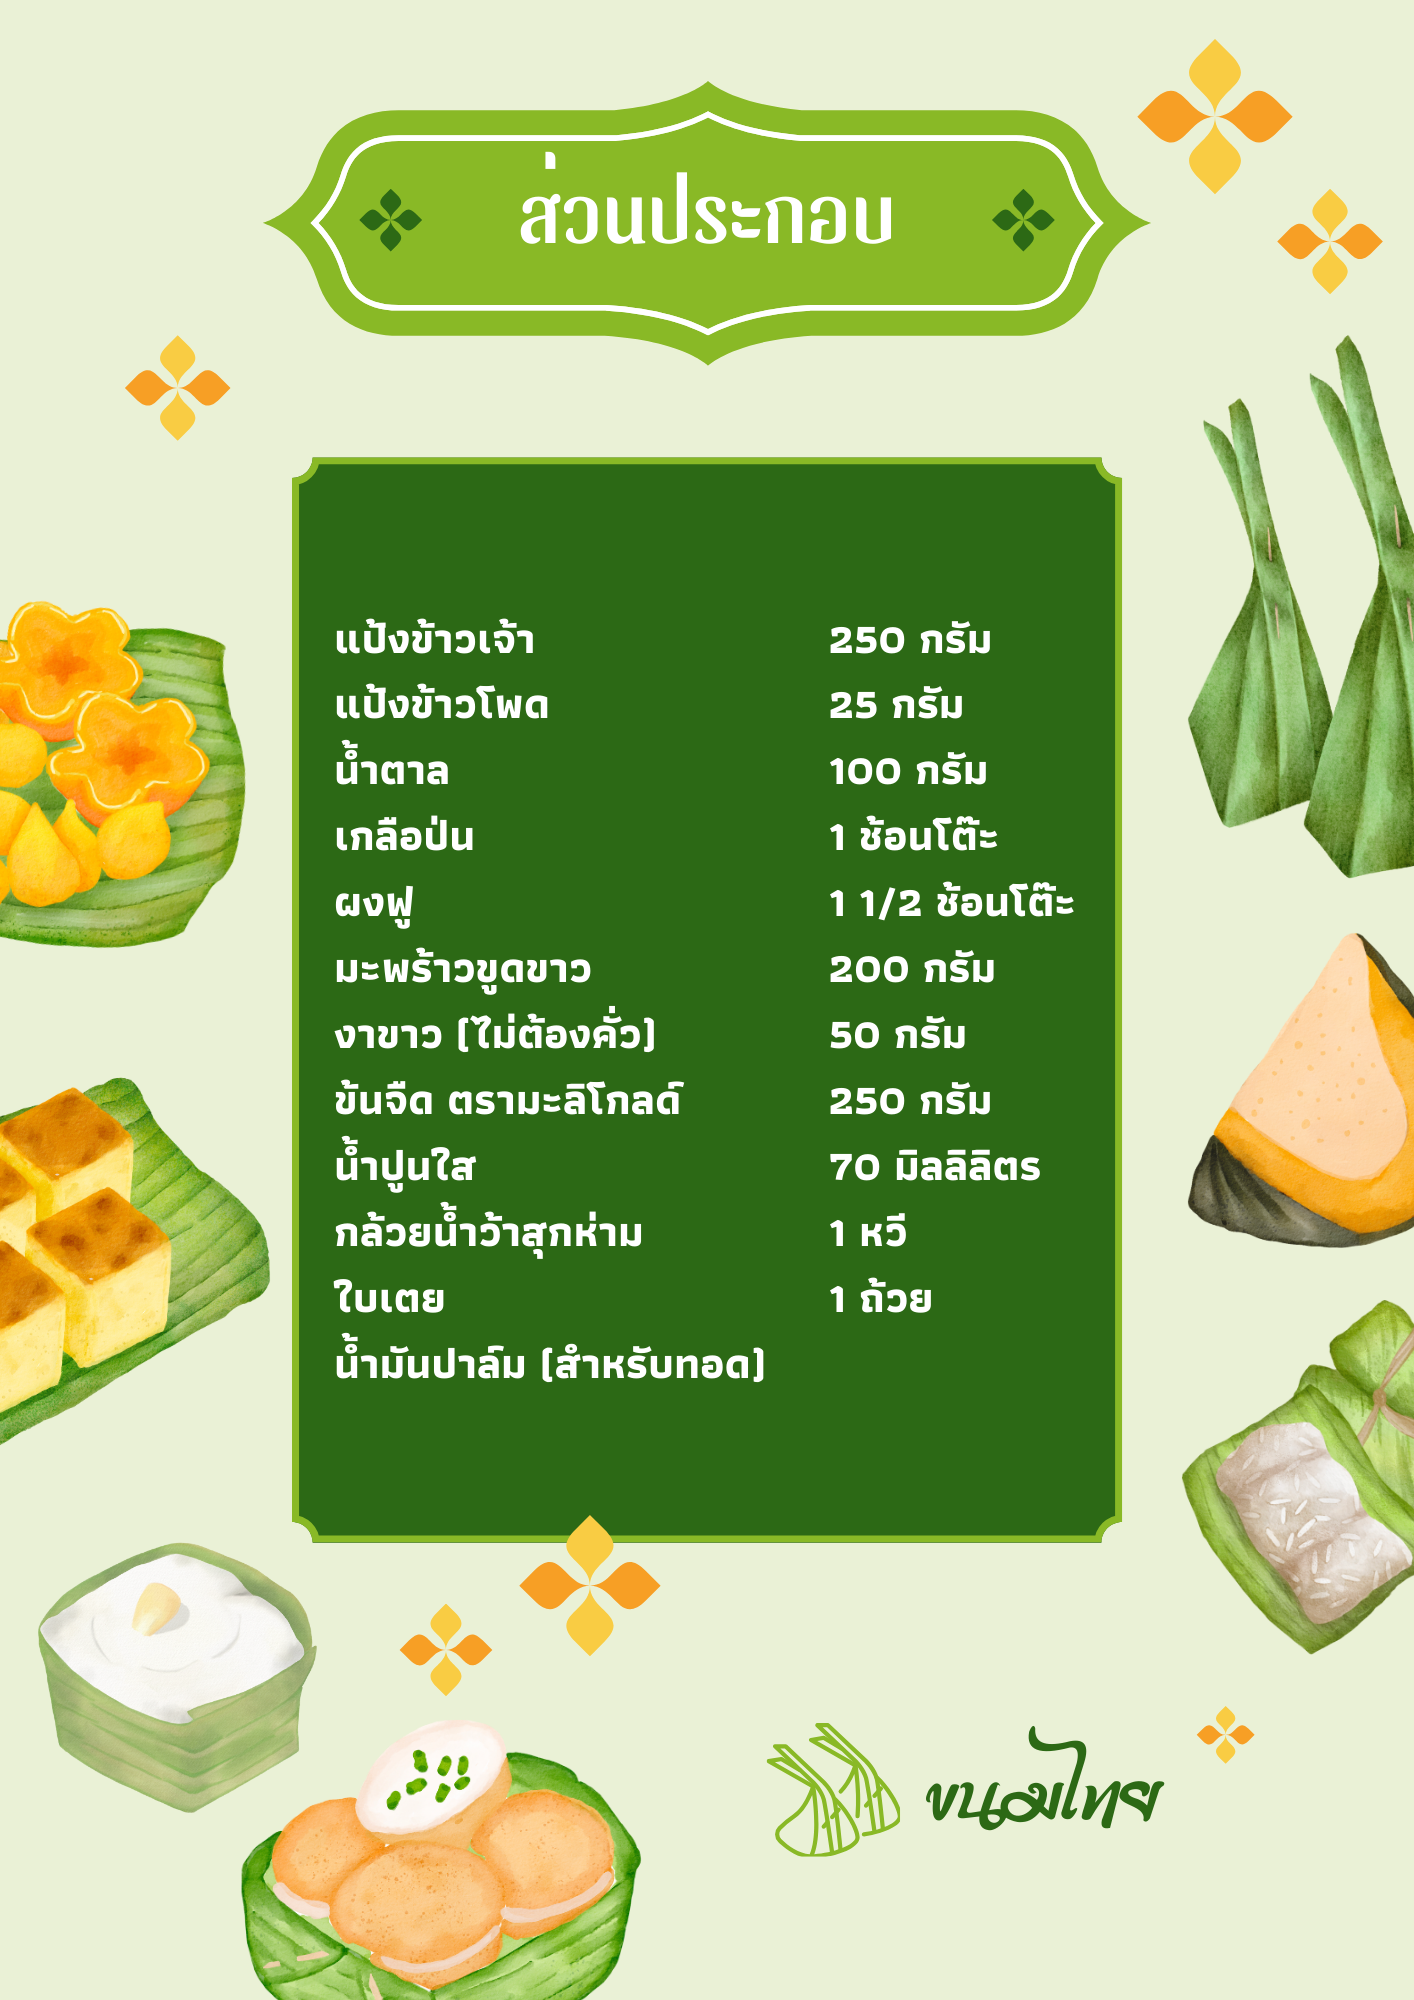 ส่วนประกอบ
แป้งข้าวเจ้า 250 กรัม
แป้งข้าวโพด 25 กรัม
น้ำตาล 100 กรัม
เกลือป่น 1 ช้อนโต๊ะ
ผงฟู 1 1/2 ช้อนโต๊ะ
มะพร้าวขูดขาว 200 กรัม
งาขาว (ไม่ต้องคั่ว) 50 กรัม
ข้นจืด ตรามะลิโกลด์ 250 กรัม
น้ำปูนใส 70 มิลลิลิตร
กล้วยน้ำว้าสุกห่าม 1 หวี
ใบเตย 1 ถ้วย
น้ำมันปาล์ม (สำหรับทอด)
ขนมไทย